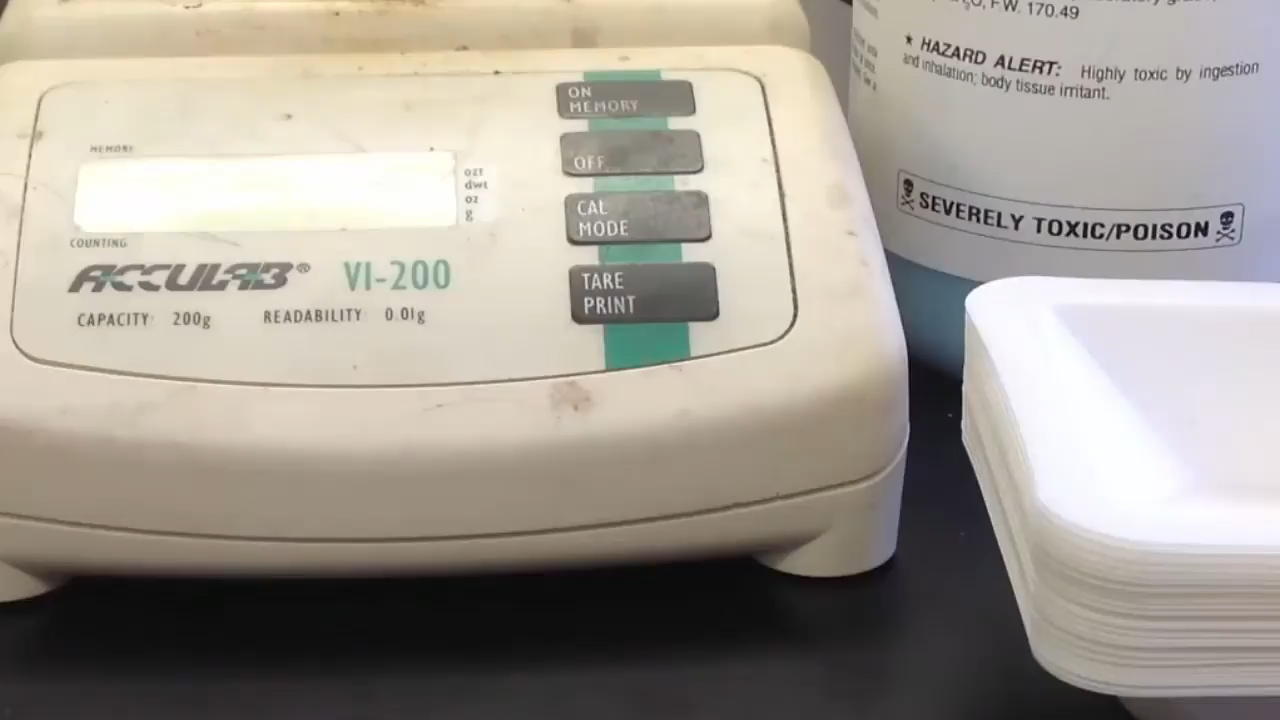 MEMORY
ozt
dwt
oz
g
COUNTING
ACCULAB® VI-200
CAPACITY: 200g READABILITY: 0.01g
ON
MEMORY
OFF
CAL
MODE
TARE
PRINT
F.W. 170.49
★ HAZARD ALERT: Highly toxic by ingestion
and inhalation; body tissue irritant.
SEVERELY TOXIC/POISON